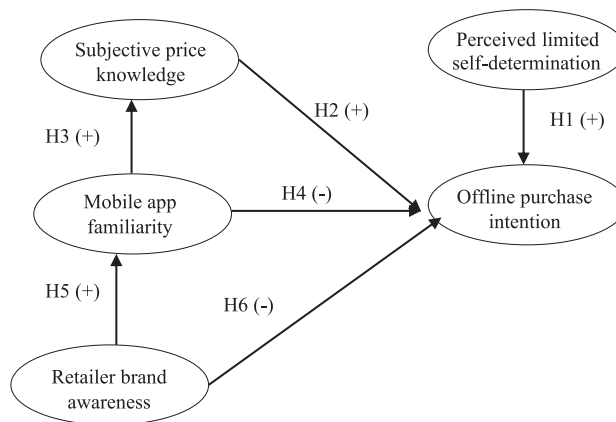 Subjective price
knowledge
Perceived limited
self-determination
H2 (+)
H1 (+)
H3 (+)
Mobile app
familiarity
H4 (-)
Offline purchase
intention
H5 (+)
H6 (-)
Retailer brand
awareness